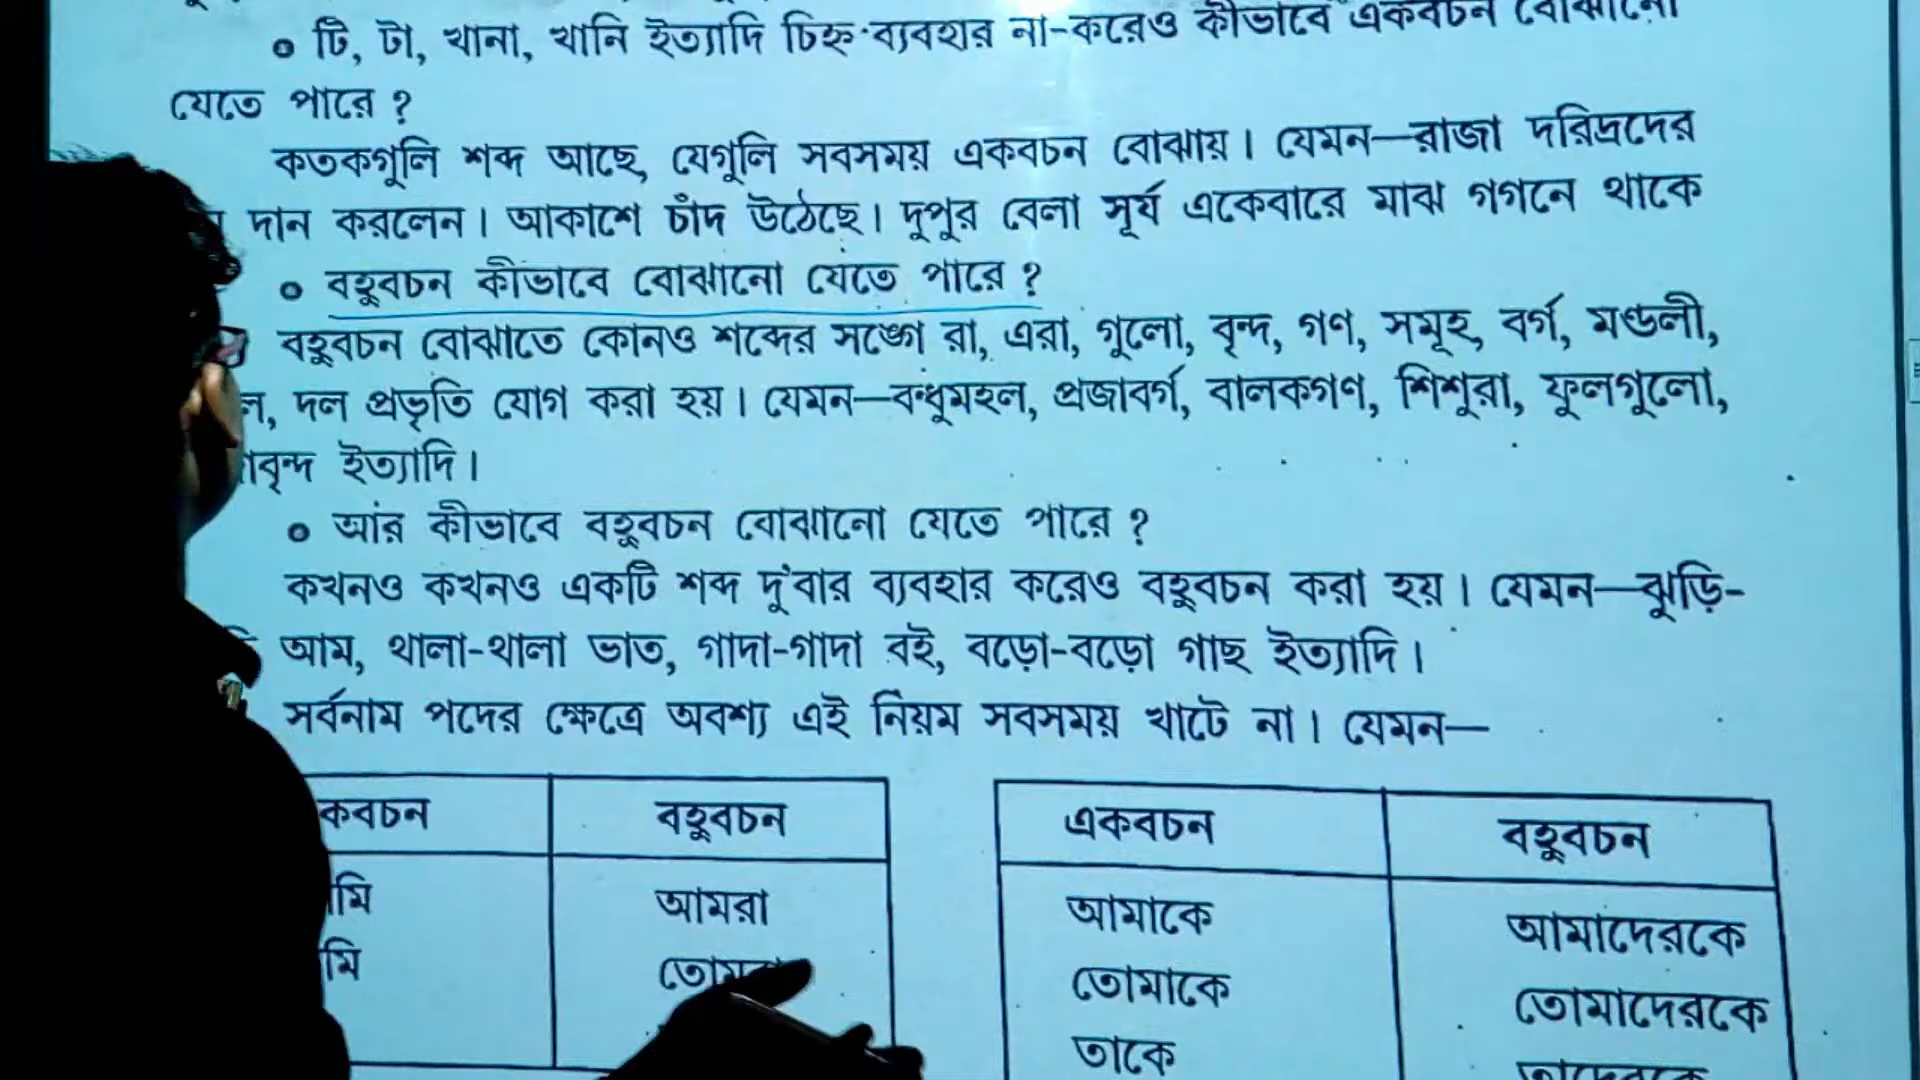 ● টি, টা, খানা, খানি ইত্যাদি চিহ্ন ব্যবহার না-করেও কীভাবে একবচন বোঝানো
যেতে পারে ?
কতকগুলি শব্দ আছে, যেগুলি সবসময় একবচন বোঝায়। যেমন—রাজা দরিদ্রদের
দান করলেন। আকাশে চাঁদ উঠেছে। দুপুর বেলা সূর্য একেবারে মাঝ গগনে থাকে
● বহুবচন কীভাবে বোঝানো যেতে পারে ?
বহুবচন বোঝাতে কোনও শব্দের সঙ্গে রা, এরা, গুলো, বৃন্দ, গণ, সমূহ, বর্গ, মণ্ডলী,
দল প্রভৃতি যোগ করা হয়। যেমন—বন্ধুমহল, প্রজাবর্গ, বালকগণ, শিশুরা, ফুলগুলো,
ইত্যাদি।
● আর কীভাবে বহুবচন বোঝানো যেতে পারে ?
কখনও কখনও একটি শব্দ দু'বার ব্যবহার করেও বহুবচন করা হয়। যেমন—ঝুড়ি-
আম, থালা-থালা ভাত, গাদা-গাদা বই, বড়ো-বড়ো গাছ ইত্যাদি।
সর্বনাম পদের ক্ষেত্রে অবশ্য এই নিয়ম সবসময় খাটে না। যেমন—
বহুবচন
আমরা
একবচন বহুবচন
আমাকে আমাদেরকে
তোমাকে তোমাদেরকে
তাকে